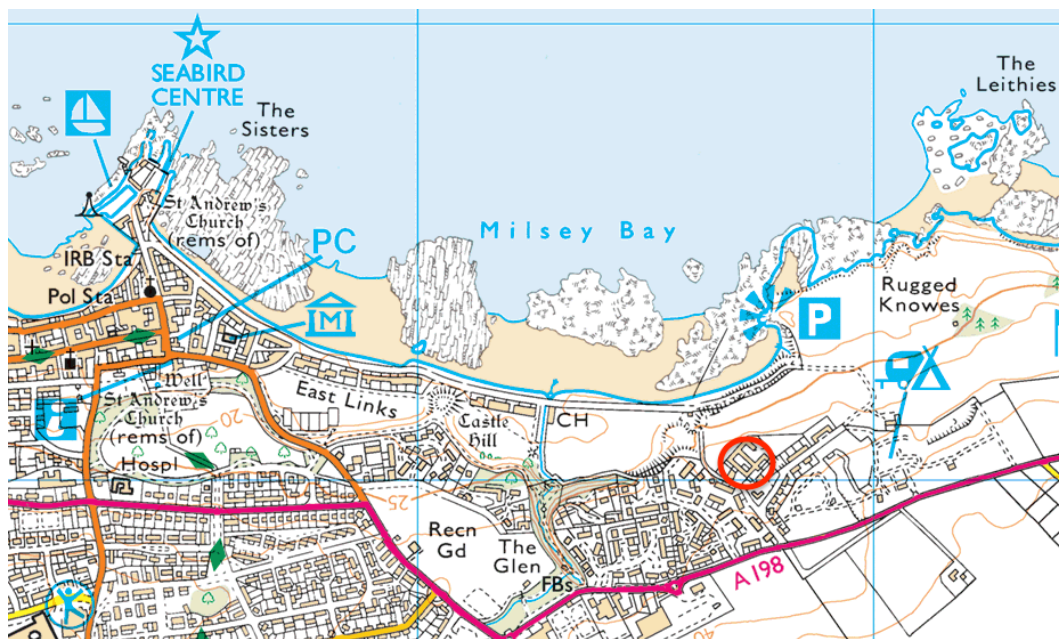 SEABIRD
CENTRE
The
Sisters
The
Leithies
St Andrew's
Church
(rems of)
PC
Milsey Bay
IRB Sta
Pol Sta
M
P
Rugged
Knowes
Well
St Andrew's
Church
(rems of)
20
East Links
Castle
Hill
CH
Hospl
25
Recn
Gd
The
Glen
FBs
A 198
40